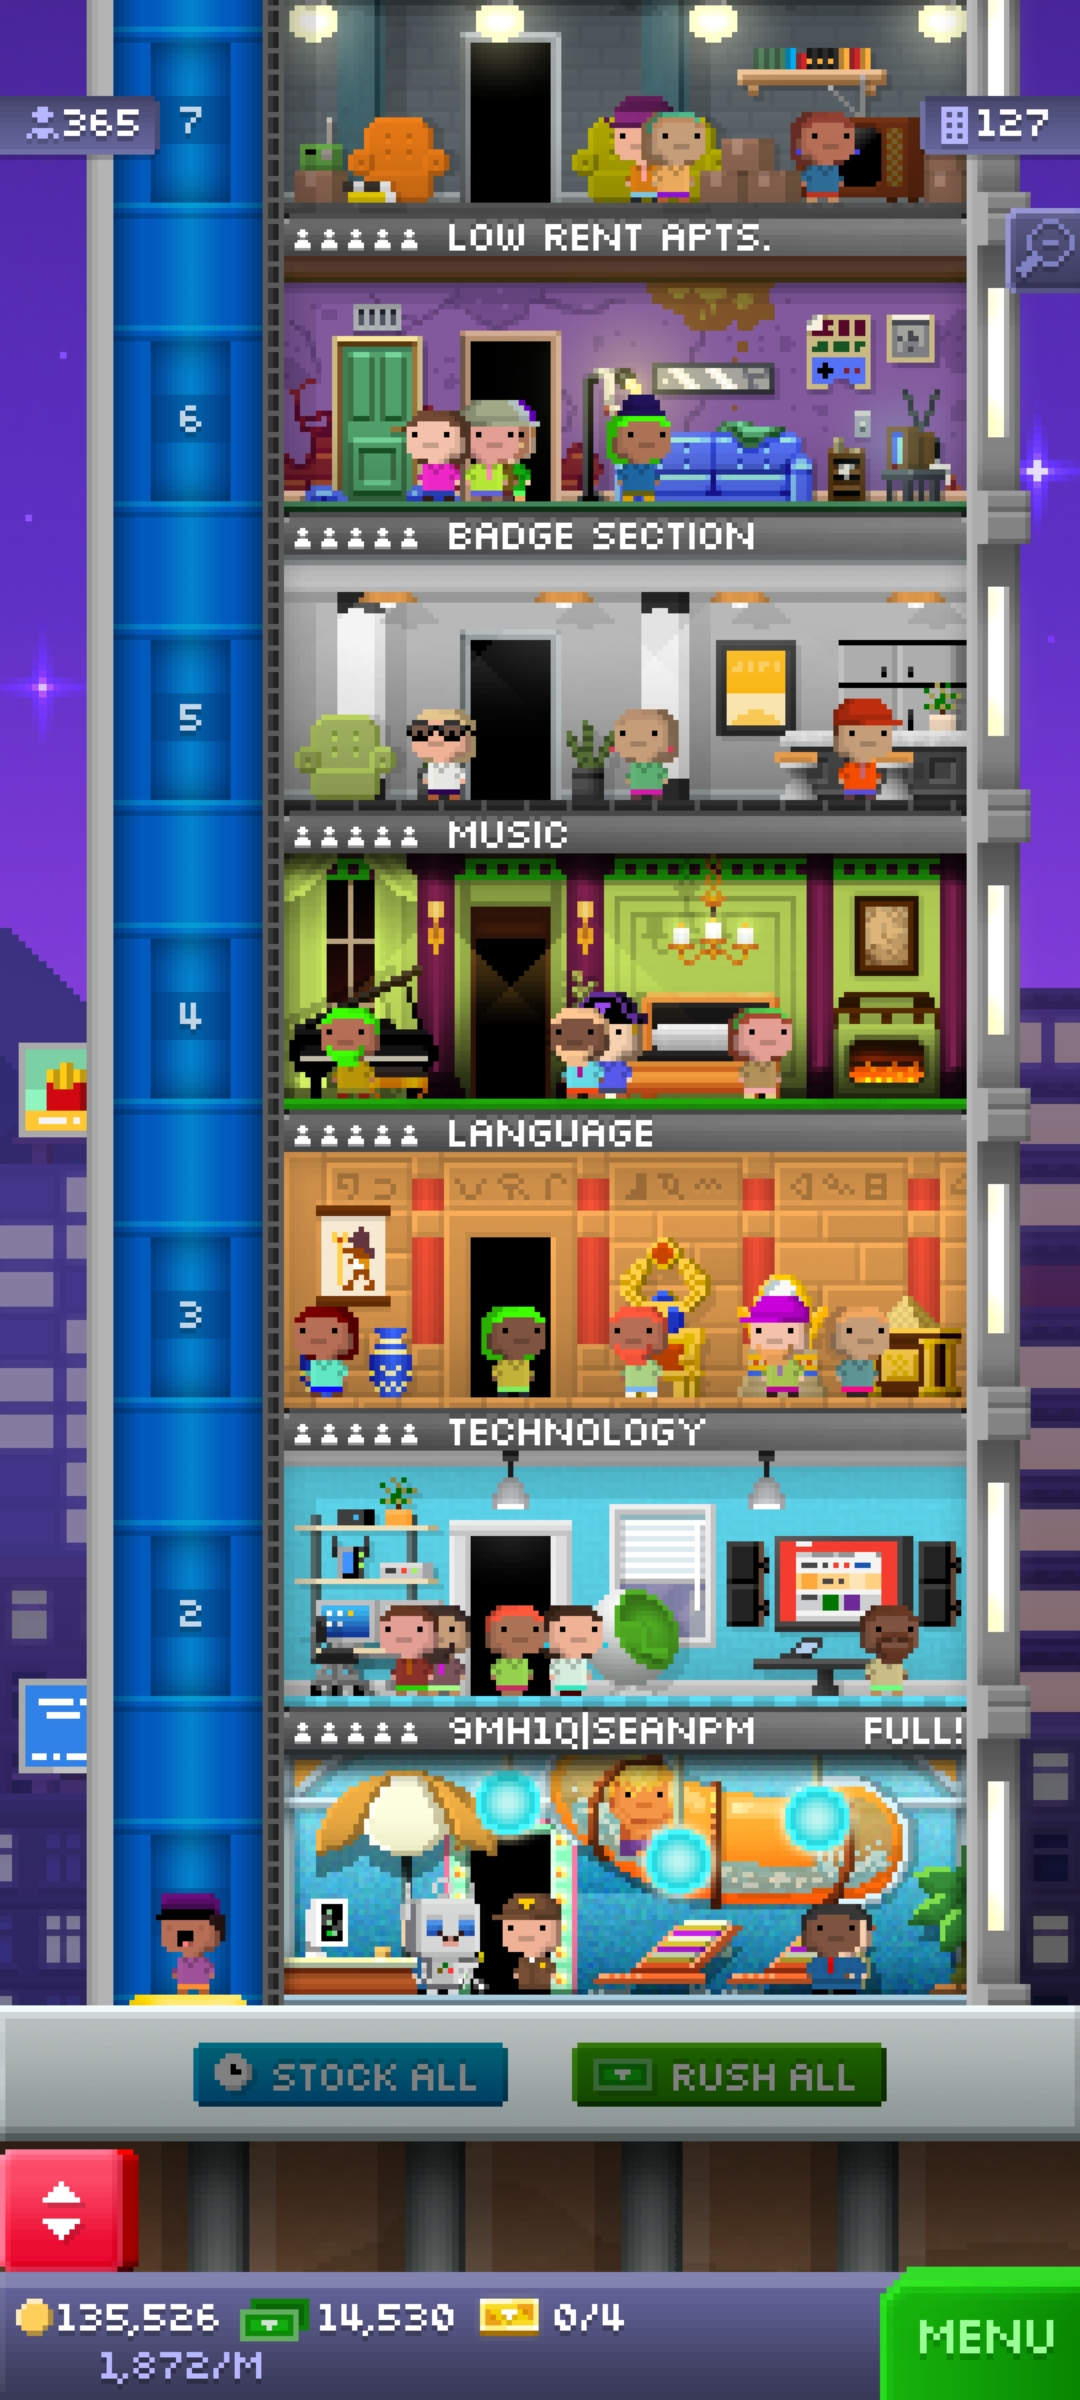 365
7
127
LOW RENT APTS.
6
BADGE SECTION
5
MUSIC
4
LANGUAGE
3
TECHNOLOGY
2
9MH1Q|SEANPM FULL!
STOCK ALL
RUSH ALL
135,526
14,530
0/4
1,872/M
MENU